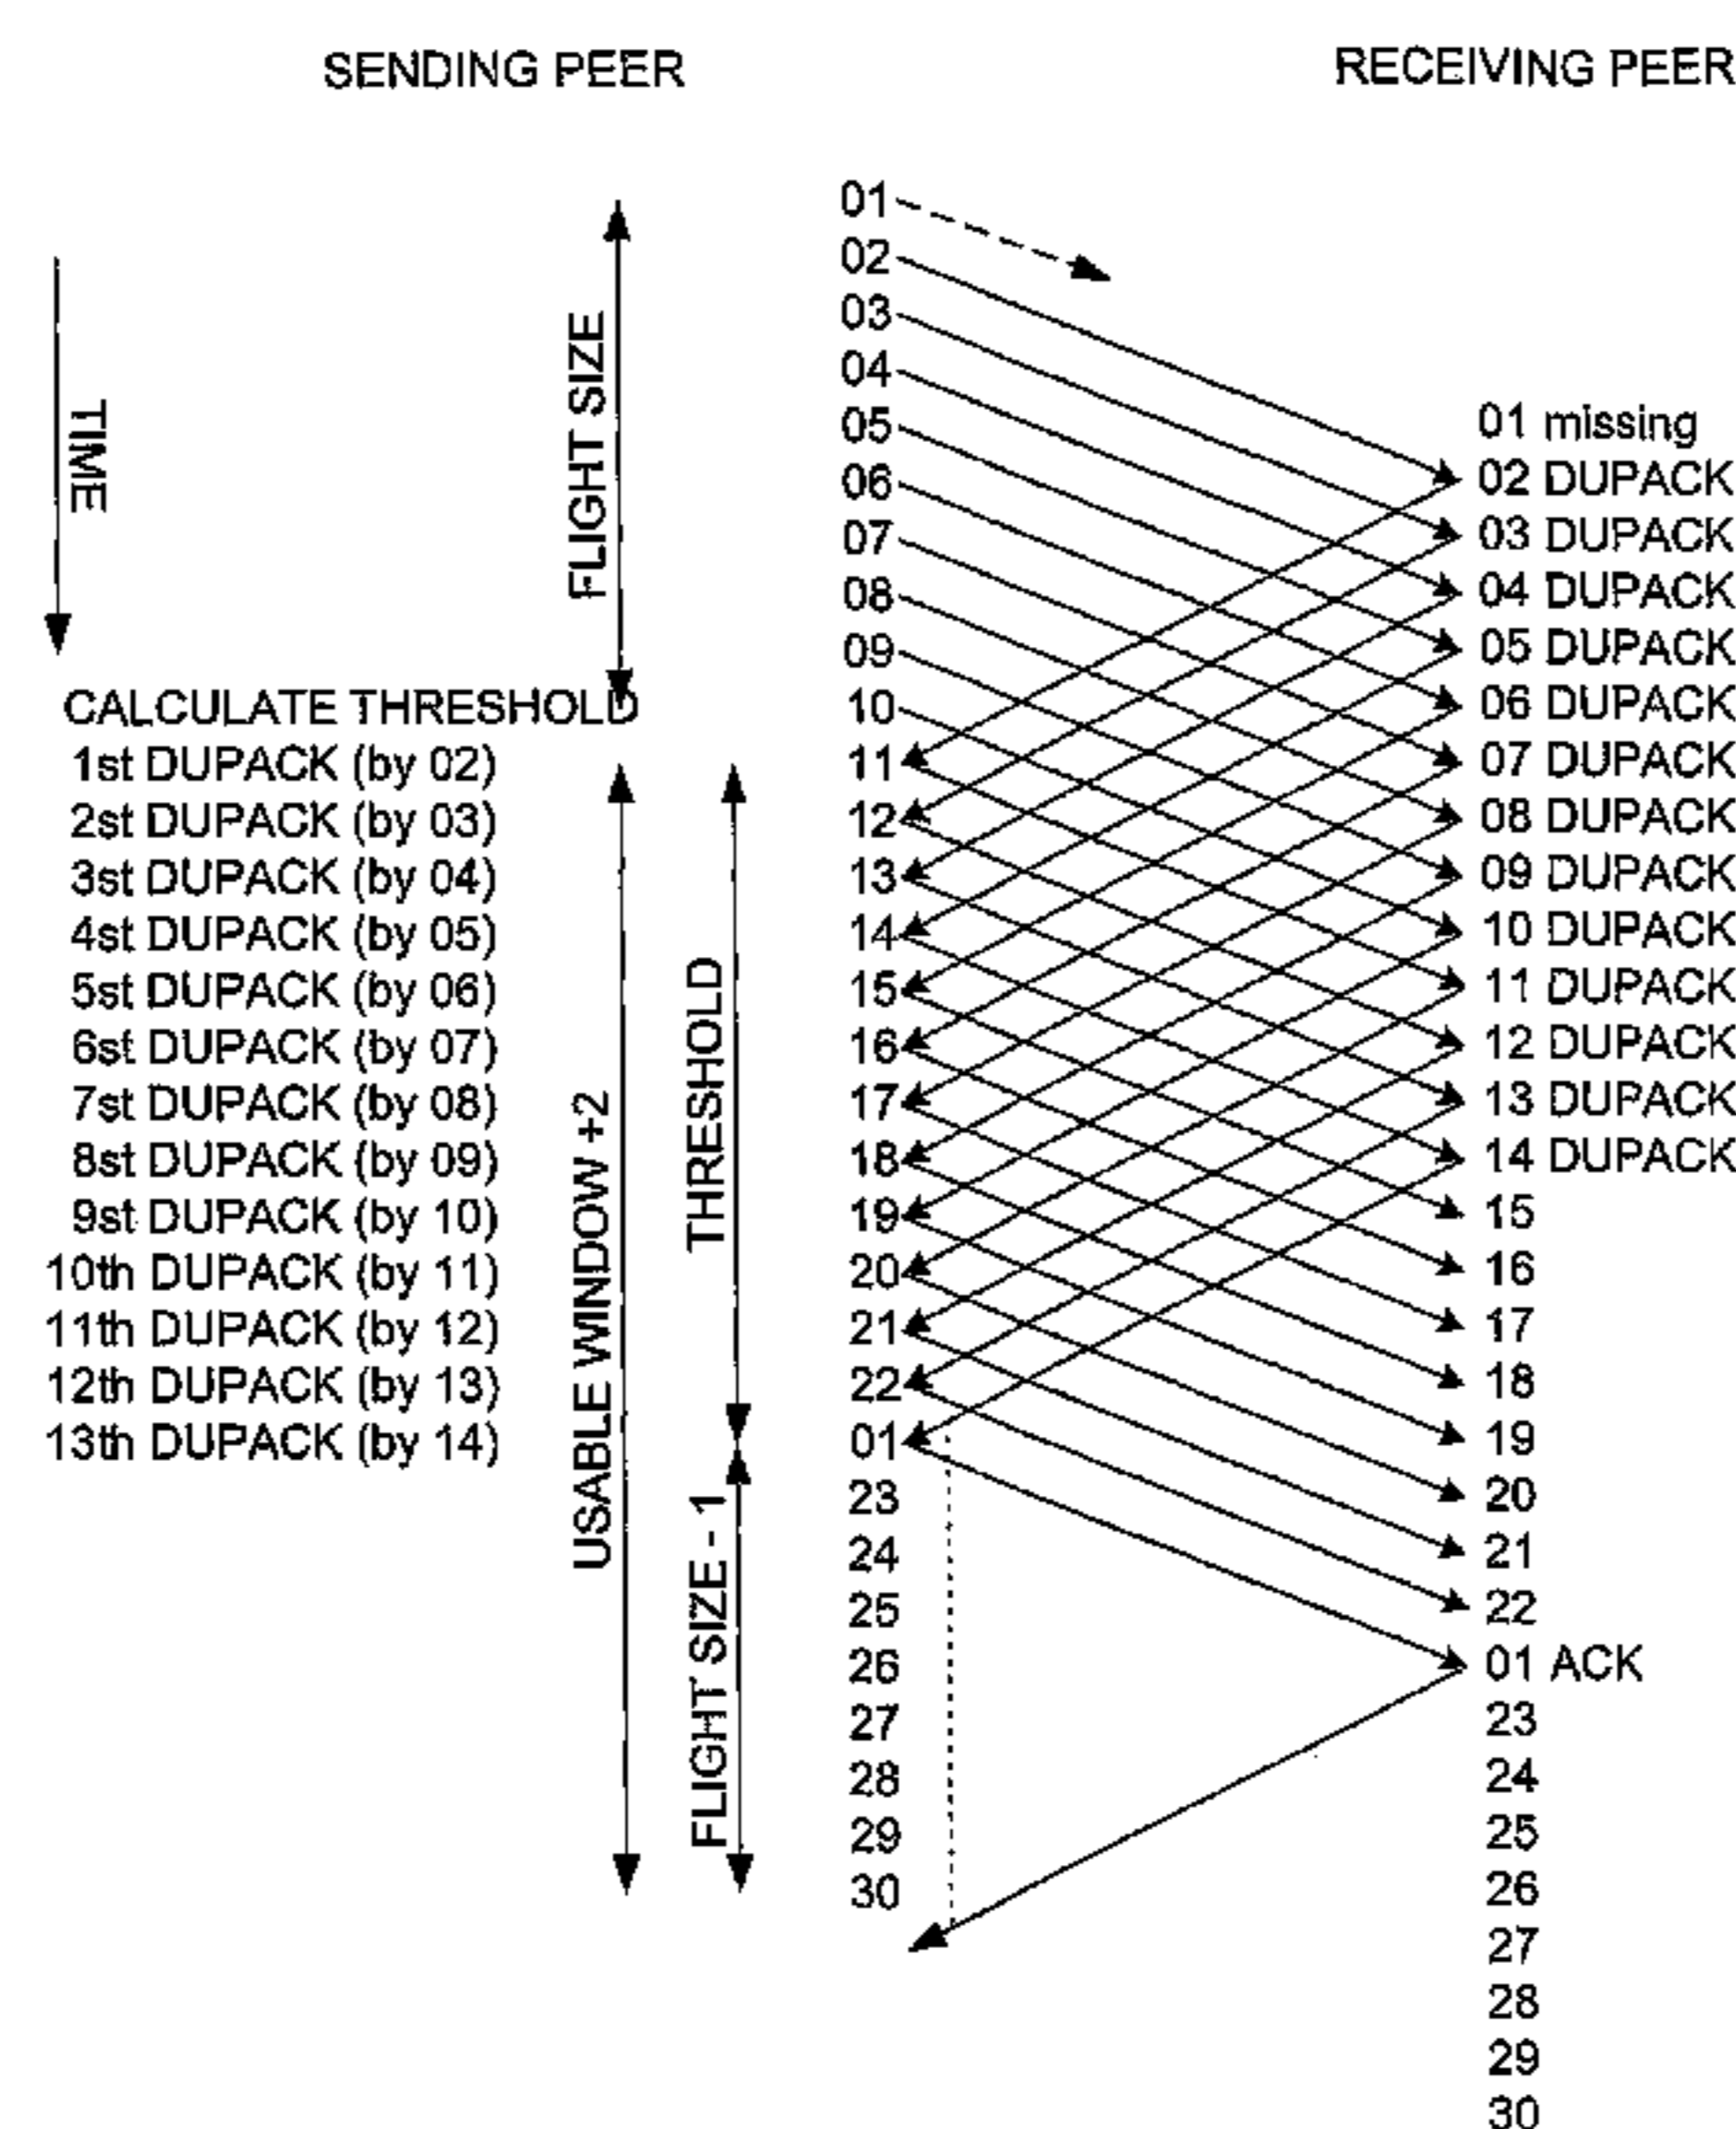 SENDING PEER
RECEIVING PEER
TIME
FLIGHT SIZE
CALCULATE THRESHOLD
1st DUPACK (by 02)
2st DUPACK (by 03)
3st DUPACK (by 04)
4st DUPACK (by 05)
5st DUPACK (by 06)
6st DUPACK (by 07)
7st DUPACK (by 08)
8st DUPACK (by 09)
9st DUPACK (by 10)
10th DUPACK (by 11)
11th DUPACK (by 12)
12th DUPACK (by 13)
13th DUPACK (by 14)
USABLE WINDOW +2
THRESHOLD
FLIGHT SIZE - 1
01
02
03
04
05
06
07
08
09
10
11
12
13
14
15
16
17
18
19
20
21
22
01
23
24
25
26
27
28
29
30
01 missing
02 DUPACK
03 DUPACK
04 DUPACK
05 DUPACK
06 DUPACK
07 DUPACK
08 DUPACK
09 DUPACK
10 DUPACK
11 DUPACK
12 DUPACK
13 DUPACK
14 DUPACK
15
16
17
18
19
20
21
22
01 ACK
23
24
25
26
27
28
29
30